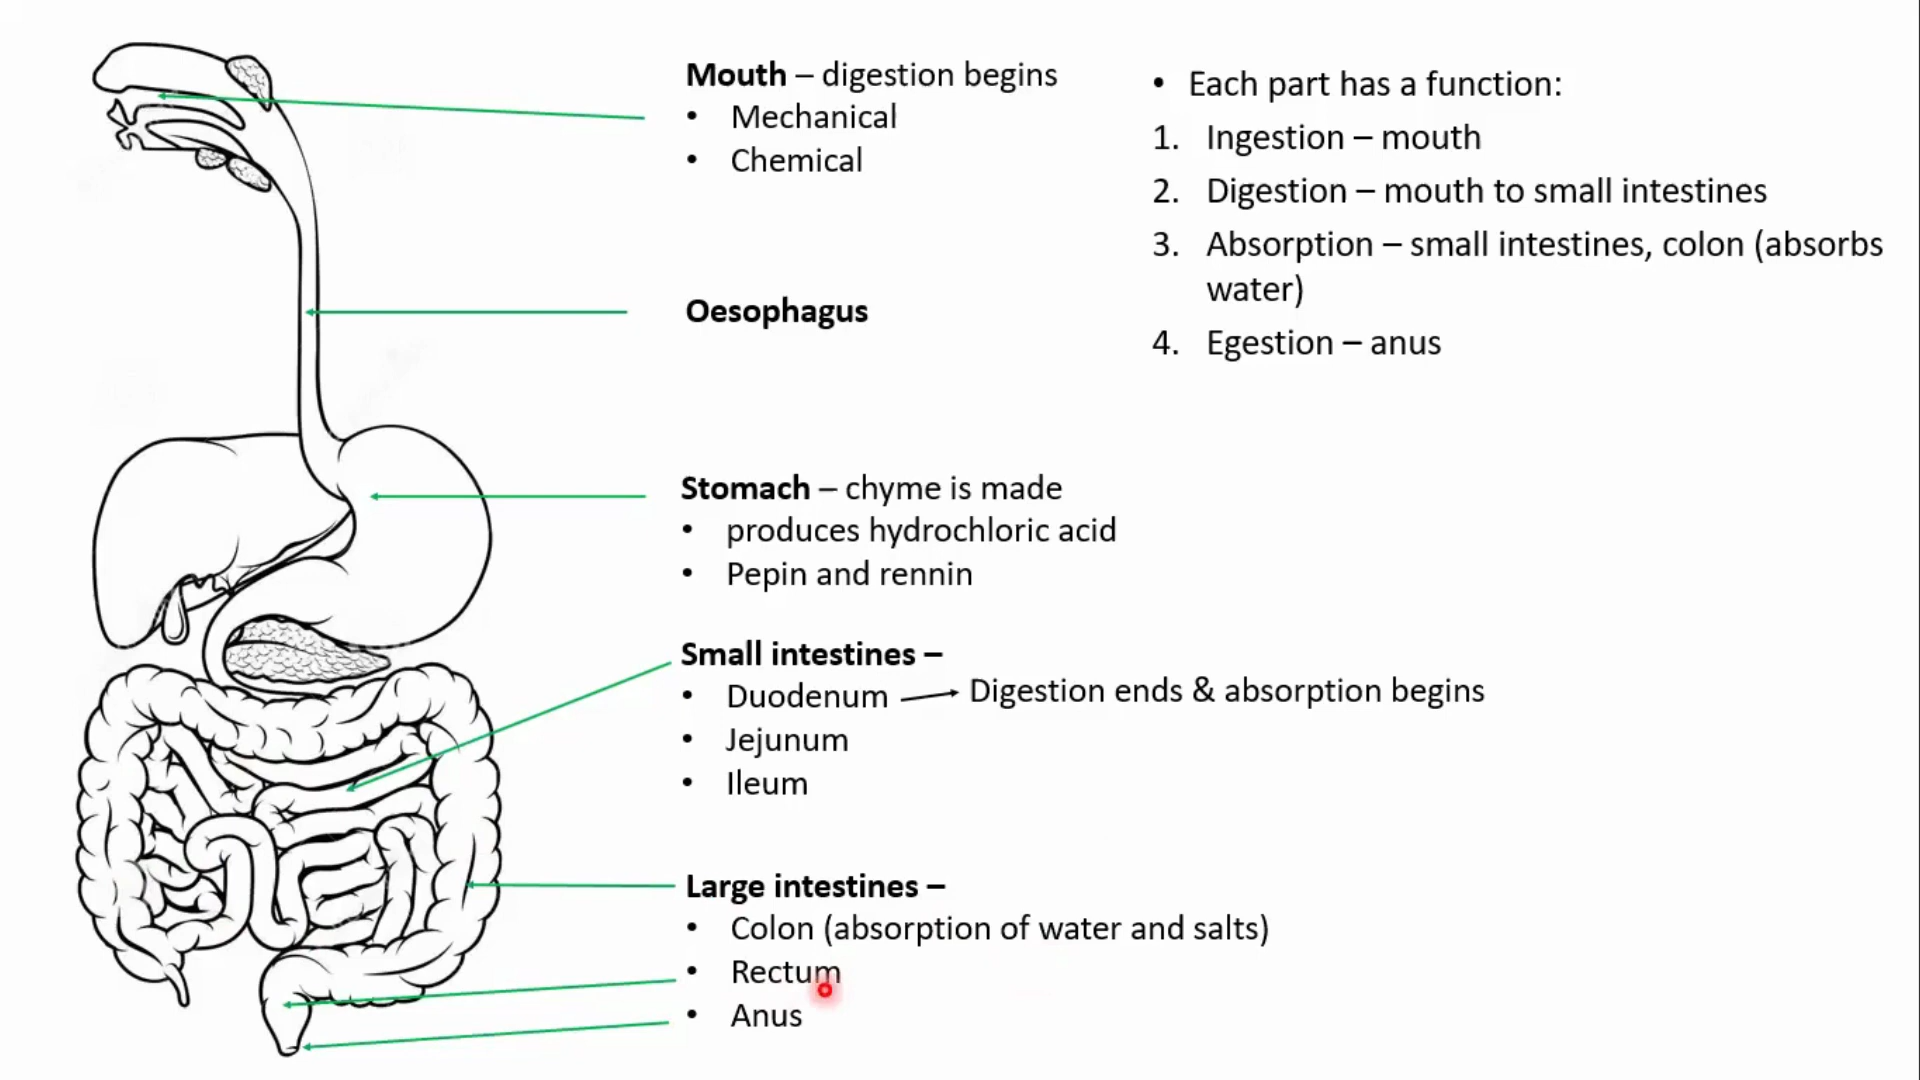 Mouth – digestion begins
• Mechanical
• Chemical
Oesophagus
Stomach – chyme is made
• produces hydrochloric acid
• Pepin and rennin
Small intestines –
• Duodenum
Digestion ends & absorption begins
• Jejunum
• Ileum
Large intestines –
• Colon (absorption of water and salts)
• Rectum
• Anus
• Each part has a function:
1. Ingestion – mouth
2. Digestion – mouth to small intestines
3. Absorption – small intestines, colon (absorbs
water)
4. Egestion – anus